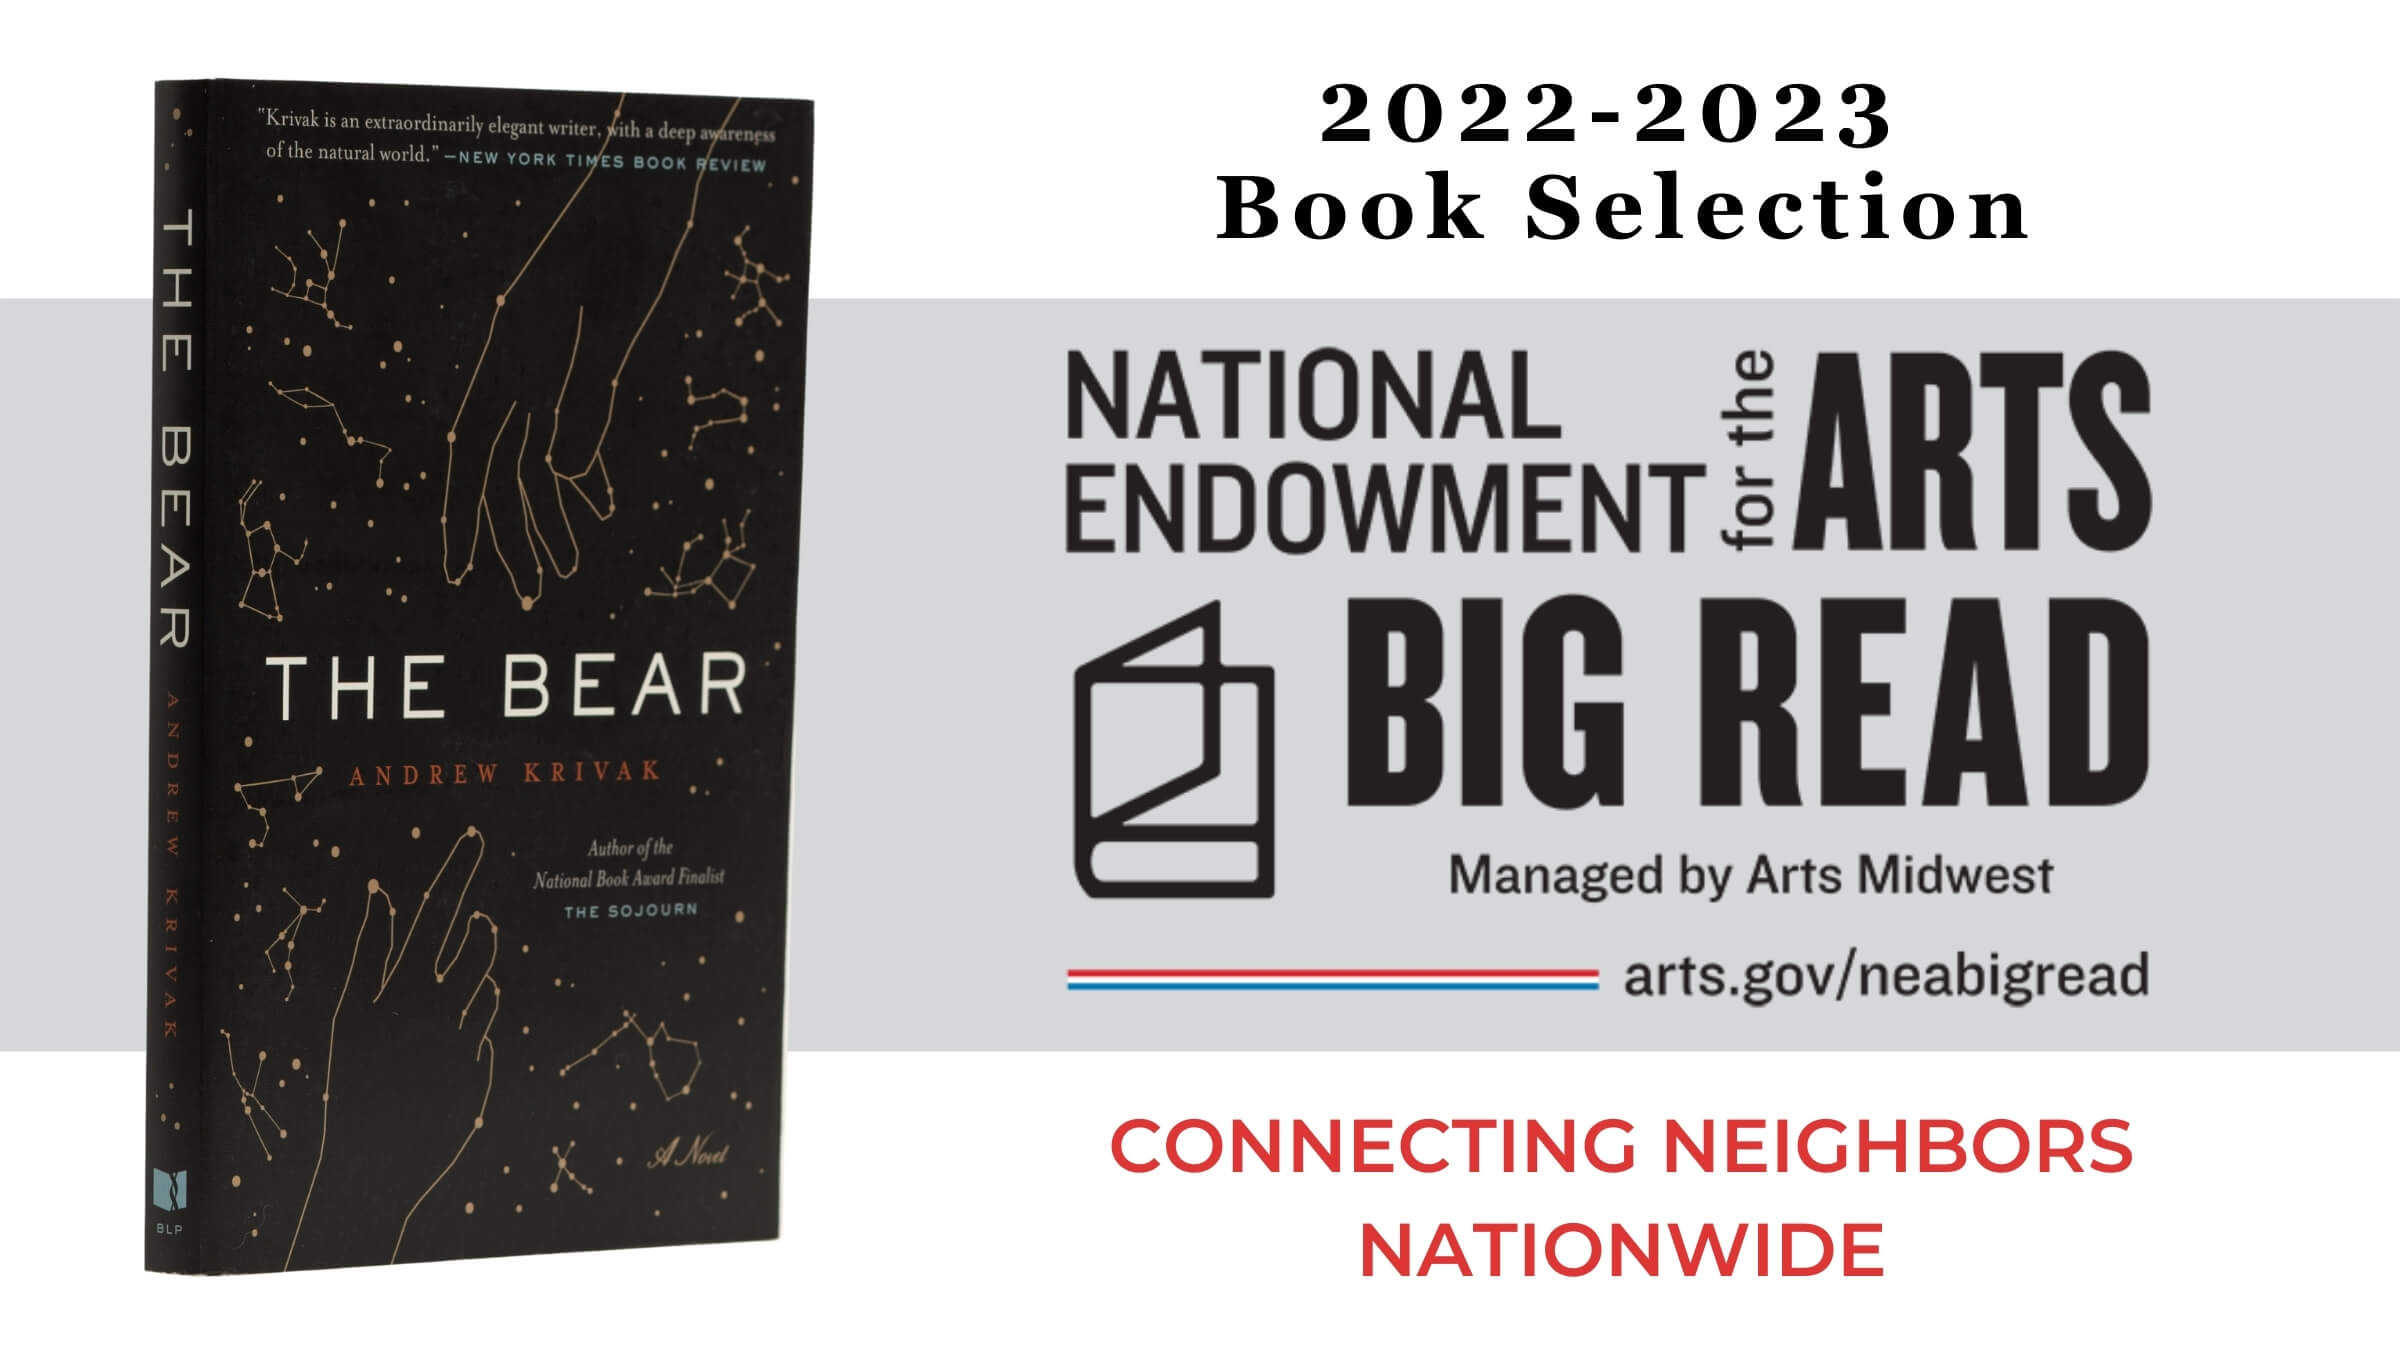 THE BEAR ANDREW KRIVAK
BLP
"Krivak is an extraordinarily elegant writer, with a deep awareness
of the natural world." —NEW YORK TIMES BOOK REVIEW
THE BEAR
ANDREW KRIVAK
Author of the
National Book Award Finalist
THE SOJOURN
A Novel
2022-2023
Book Selection
NATIONAL
ENDOWMENT
for the
ARTS
BIG READ
Managed by Arts Midwest
arts.gov/neabigread
CONNECTING NEIGHBORS
NATIONWIDE